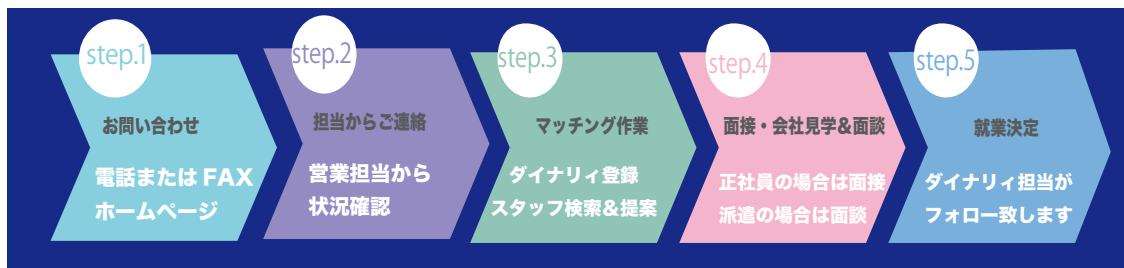 step.1
お問い合わせ
電話または FAX
ホームページ
step.2
担当からご連絡
営業担当から
状況確認
step.3
マッチング作業
ダイナリィ登録
スタッフ検索&提案
step.4
面接・会社見学&面談
正社員の場合は面接
派遣の場合は面談
step.5
就業決定
ダイナリィ担当が
フォロー致します